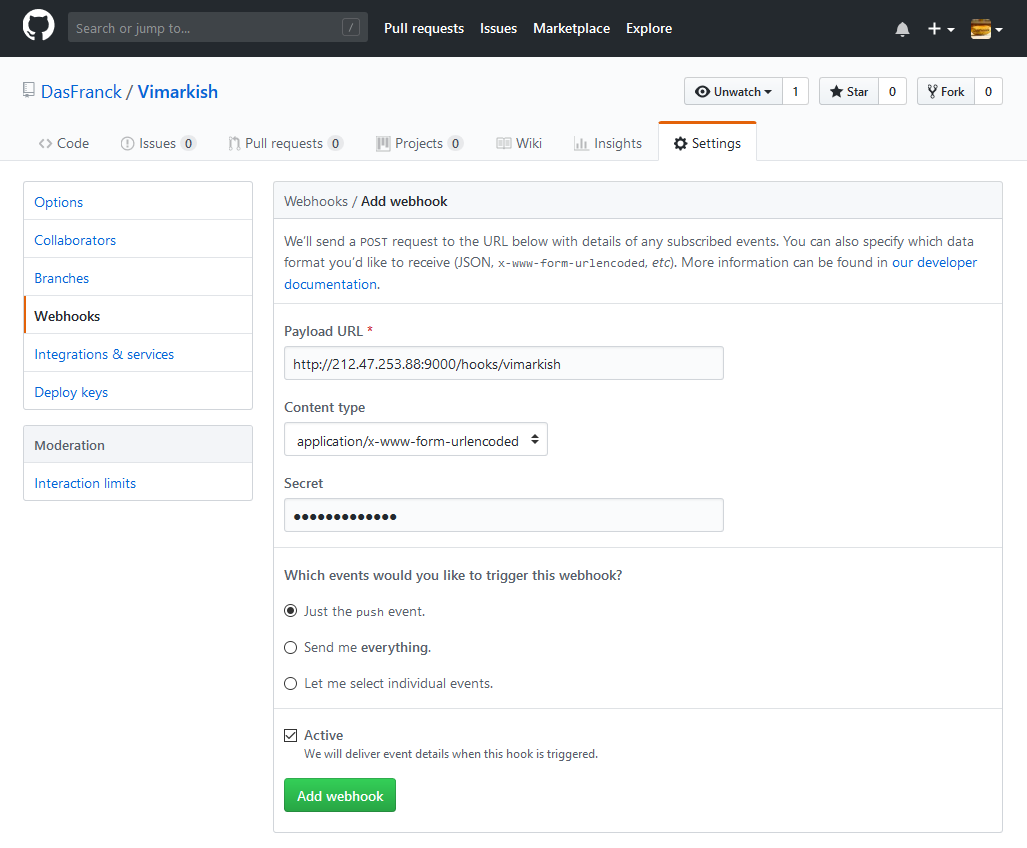 Search or jump to... /
Pull requests Issues Marketplace Explore
DasFranck / Vimarkish
Unwatch 1 Star 0 Fork 0
Code Issues 0 Pull requests 0 Projects 0 Wiki Insights Settings
Options
Collaborators
Branches
Webhooks
Integrations & services
Deploy keys
Moderation
Interaction limits
Webhooks / Add webhook
We'll send a POST request to the URL below with details of any subscribed events. You can also specify which data
format you'd like to receive (JSON, x-www-form-urlencoded, etc). More information can be found in our developer
documentation.
Payload URL *
http://212.47.253.88:9000/hooks/vimarkish
Content type
application/x-www-form-urlencoded
Secret
●●●●●●●●●●●●●
Which events would you like to trigger this webhook?
Just the push event.
Send me everything.
Let me select individual events.
Active
We will deliver event details when this hook is triggered.
Add webhook